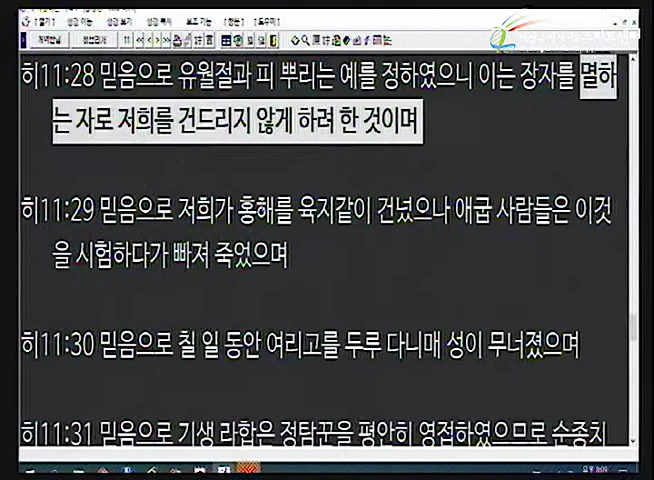 히11:28 믿음으로 유월절과 피 뿌리는 예를 정하였으니 이는 장자를 멸하
는 자로 저희를 건드리지 않게 하려 한 것이며
히11:29 믿음으로 저희가 홍해를 육지같이 건넜으나 애굽 사람들은 이것
을 시험하다가 빠져 죽었으며
히11:30 믿음으로 칠 일 동안 여리고를 두루 다니매 성이 무너졌으며
히11:31 믿음으로 기생 라합은 정탐꾼을 평안히 영접하였으므로 순종치